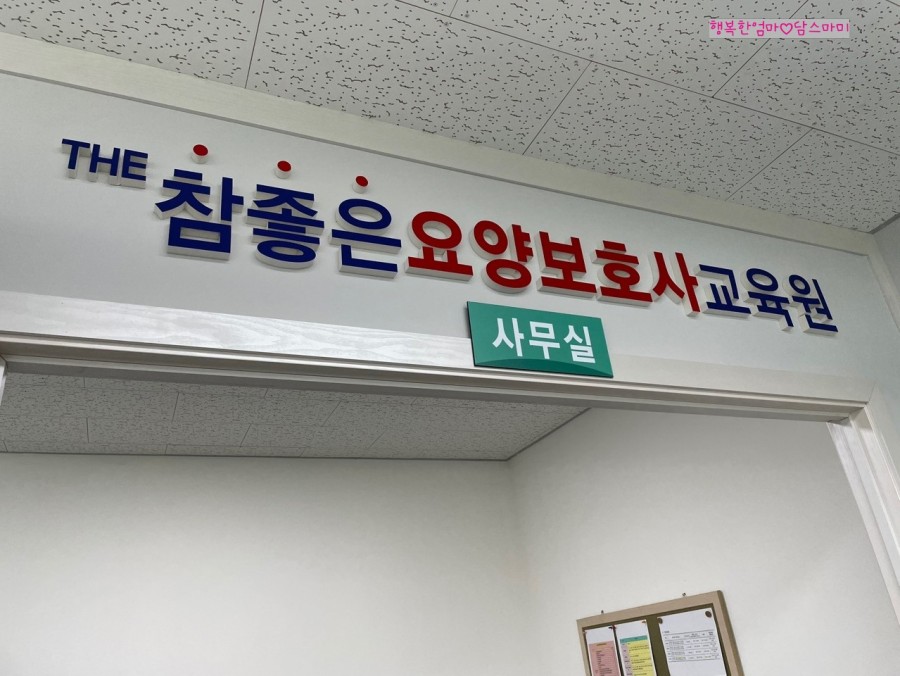 행복한엄마♡담스마미
THE 참좋은요양보호사교육원
사무실